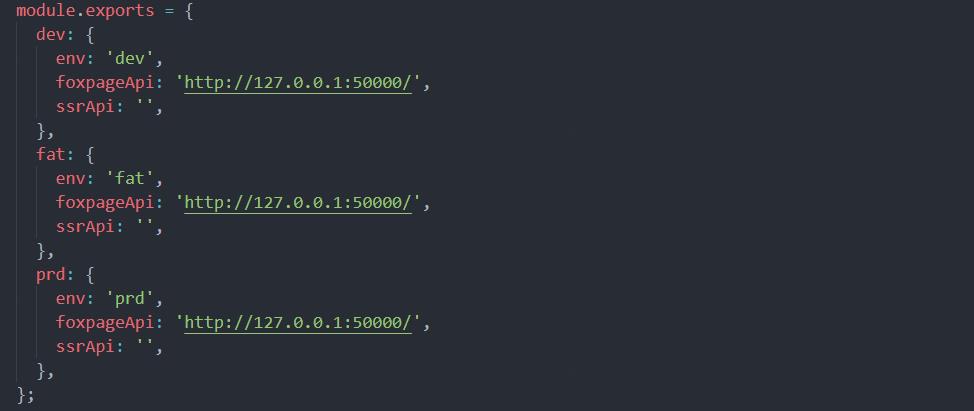 module.exports = {
  dev: {
    env: 'dev',
    foxpageApi: 'http://127.0.0.1:50000/',
    ssrApi: '',
  },
  fat: {
    env: 'fat',
    foxpageApi: 'http://127.0.0.1:50000/',
    ssrApi: '',
  },
  prd: {
    env: 'prd',
    foxpageApi: 'http://127.0.0.1:50000/',
    ssrApi: '',
  },
};